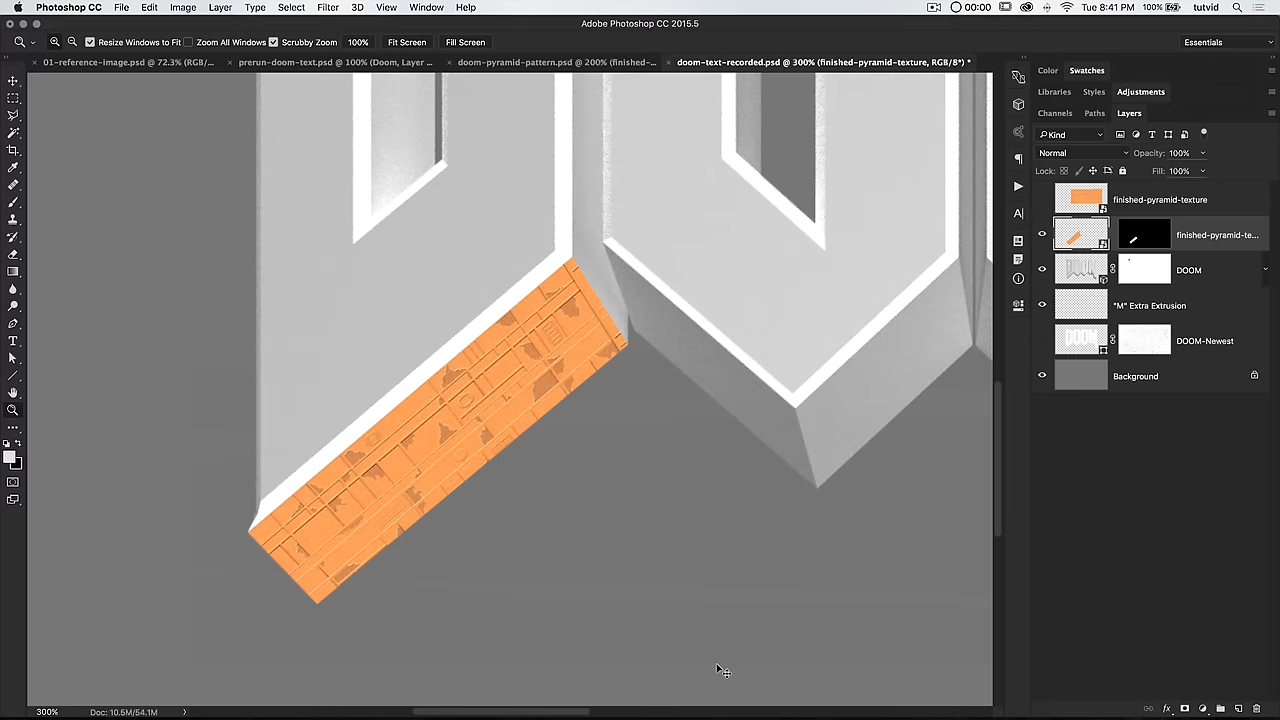 Photoshop CC File Edit Image Layer Type Select Filter 3D View Window Help 00:00 100% Tue 8:41 PM tutvid
Adobe Photoshop CC 2015.5
Resize Windows to Fit Zoom All Windows Scrubby Zoom 100% Fit Screen Fill Screen Essentials
01-reference-image.psd @ 72.3% (RGB/... prerun-doom-text.psd @ 100% (Doom, Layer ... doom-pyramid-pattern.psd @ 200% (finished-... doom-text-recorded.psd @ 300% (finished-pyramid-texture, RGB/8*) *
Color Swatches
Libraries Styles Adjustments
Channels Paths Layers
Kind
Normal Opacity: 100%
Lock: Fill: 100%
finished-pyramid-texture
finished-pyramid-te...
DOOM
"M" Extra Extrusion
DOOM-Newest
Background
300% Doc: 10.5M/54.1M